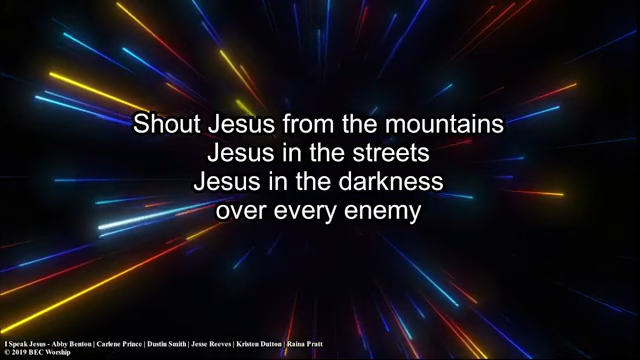 Shout Jesus from the mountains
Jesus in the streets
Jesus in the darkness
over every enemy
I Speak Jesus - Abby Benton | Carlene Prince | Dustin Smith | Jesse Reeves | Kristen Dutton | Raina Pratt
© 2019 BEC Worship